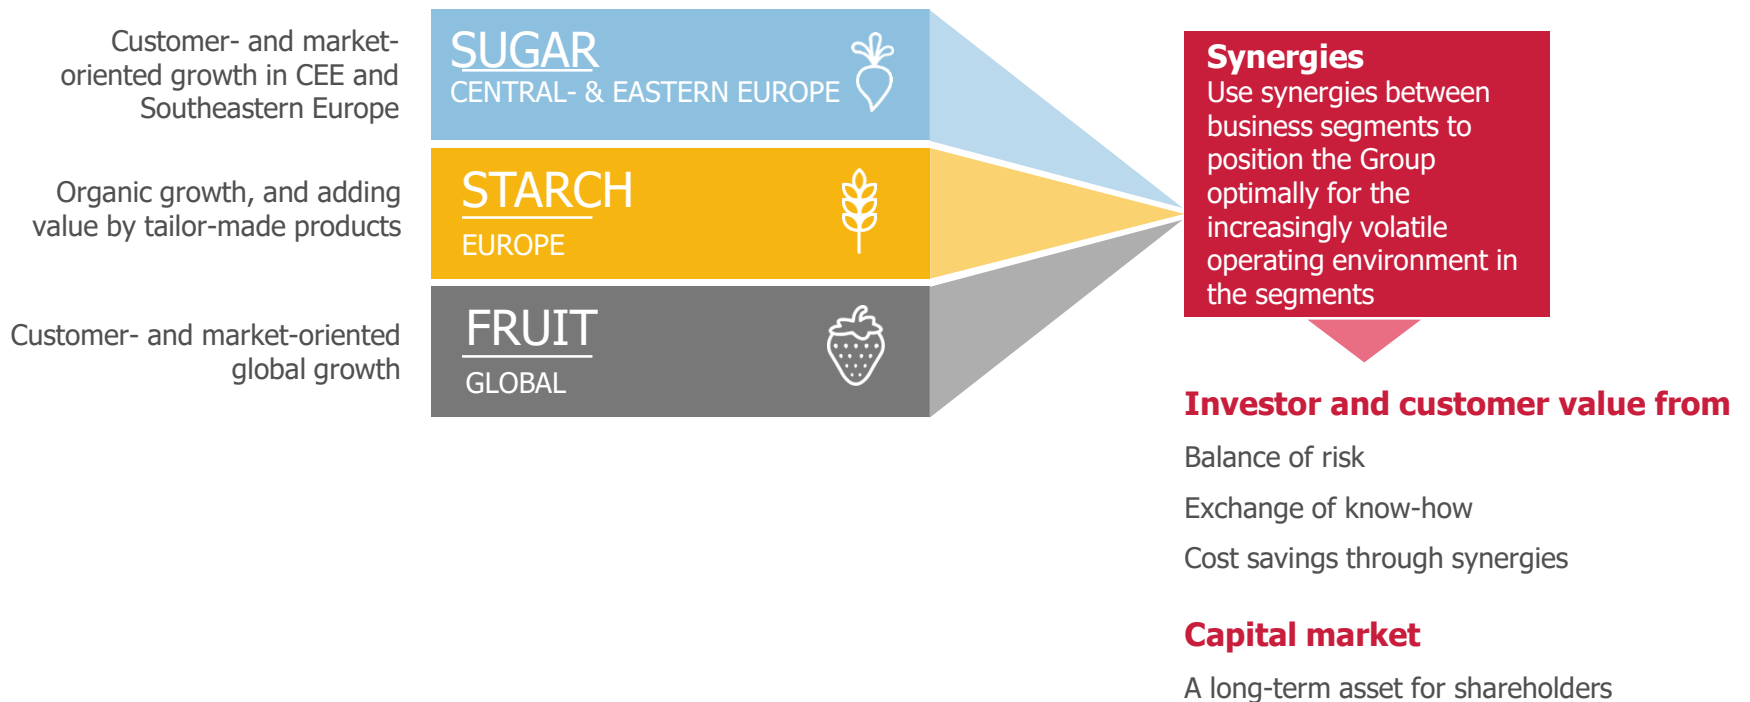 Customer- and market-
oriented growth in CEE and
Southeastern Europe
SUGAR
CENTRAL- & EASTERN EUROPE
Organic growth, and adding
value by tailor-made products
STARCH
EUROPE
Customer- and market-oriented
global growth
FRUIT
GLOBAL
Synergies
Use synergies between
business segments to
position the Group
optimally for the
increasingly volatile
operating environment in
the segments
Investor and customer value from
Balance of risk
Exchange of know-how
Cost savings through synergies
Capital market
A long-term asset for shareholders